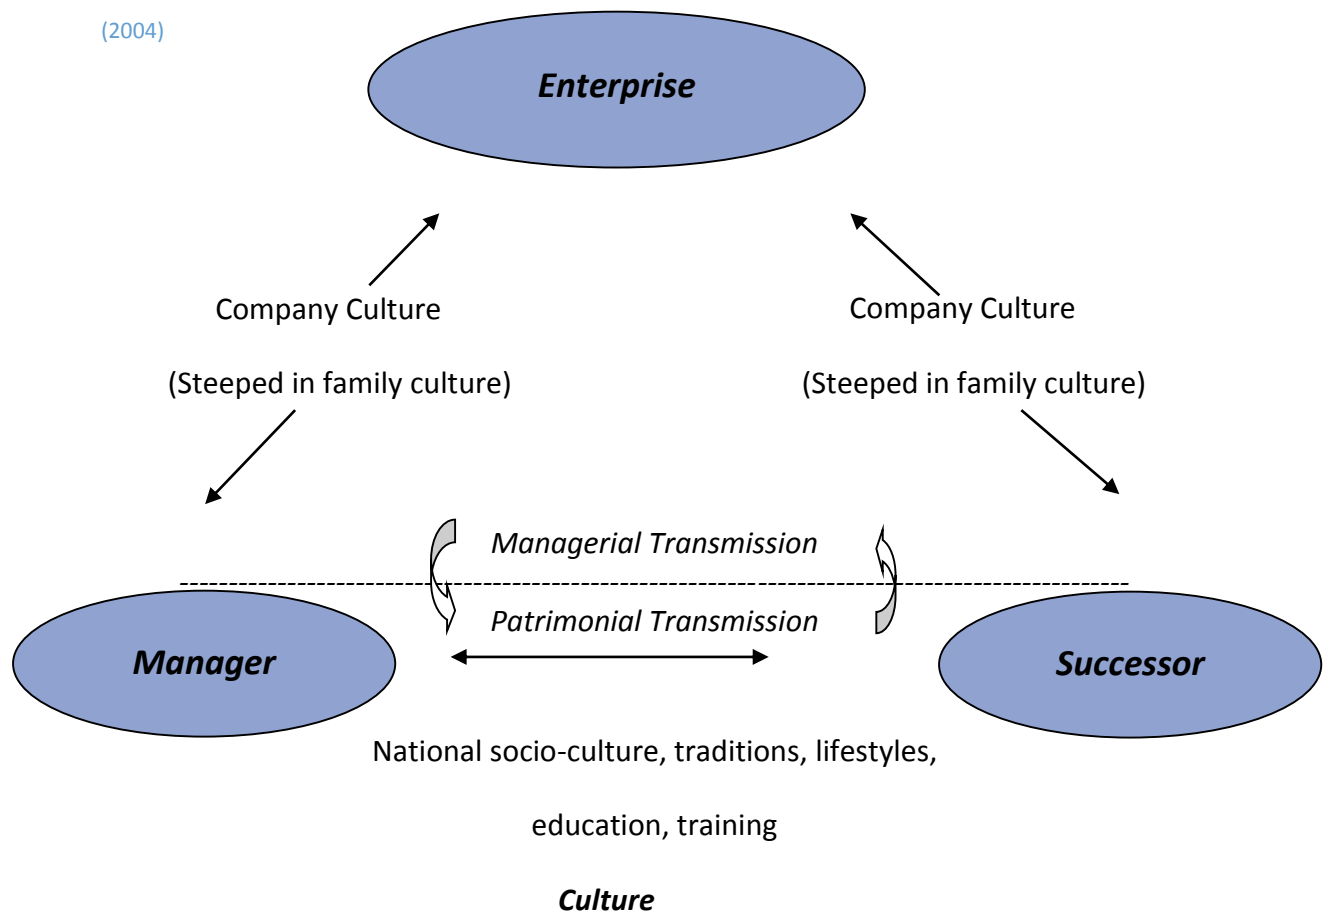 (2004)
Enterprise
Company Culture
(Steeped in family culture)
Company Culture
(Steeped in family culture)
Managerial Transmission
Patrimonial Transmission
Manager
Successor
National socio-culture, traditions, lifestyles,
education, training
Culture